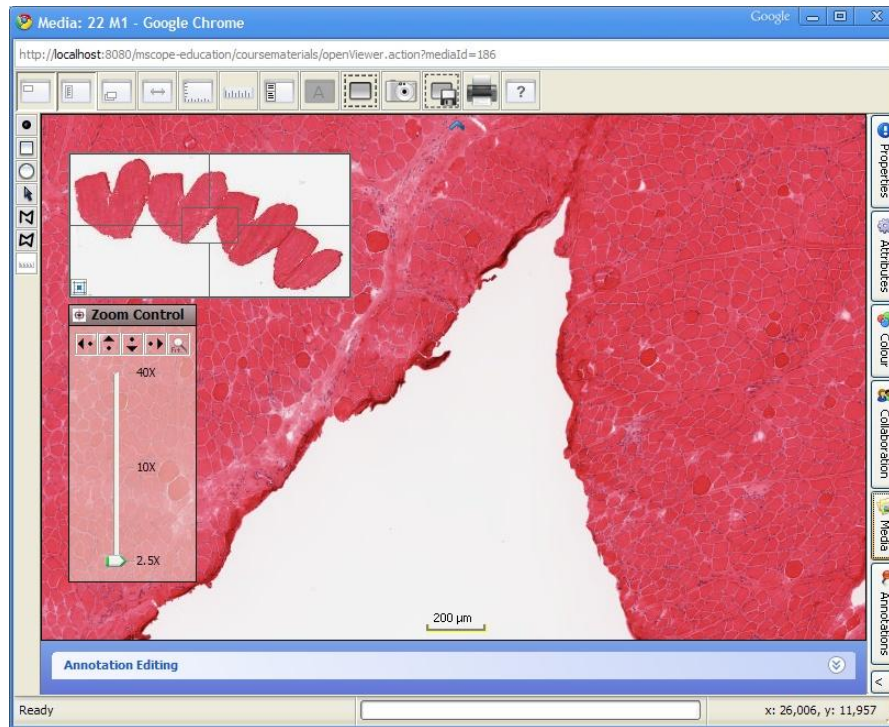 Media: 22 M1 - Google Chrome
Google
http://localhost:8080/mscope-education/coursematerials/openViewer.action?mediaId=186
A
?
Properties
Attributes
Colour
Collaboration
Media
Annotations
<
Zoom Control
40X
10X
2.5X
200 µm
Annotation Editing
Ready
x: 26,006, y: 11,957